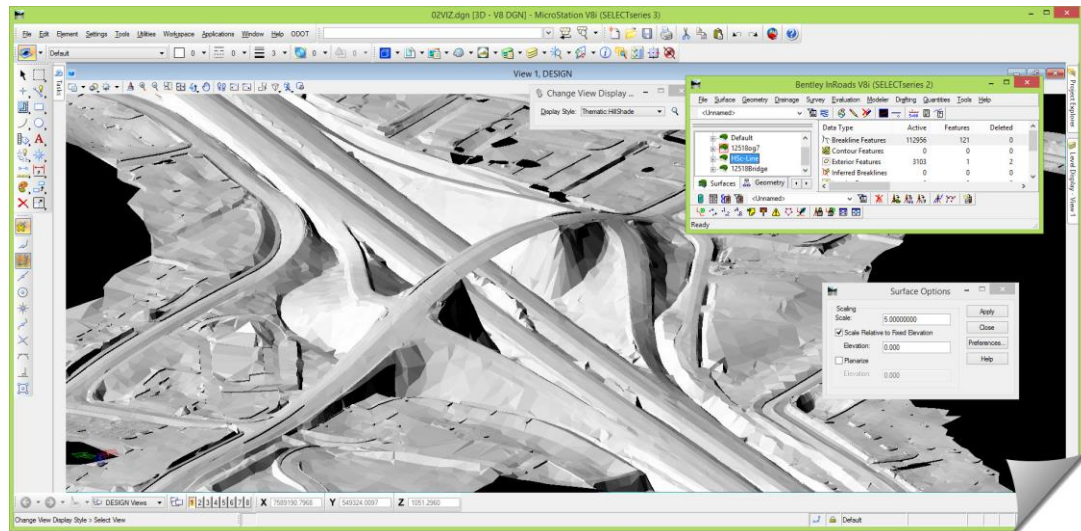 02VIZ.dgn [3D - V8 DGN] - MicroStation V8i (SELECTseries 3)
File Edit Element Settings Tools Utilities Workspace Applications Window Help ODOT
Default 0 0 3 0 0
View 1, DESIGN
Tasks
Change View Display ...
Display Style: Thematic: HillShade
Bentley InRoads V8i (SELECTseries 2)
File Surface Geometry Drainage Survey Evaluation Modeler Drafting Quantities Tools Help
<Unnamed>
Data Type Active Features Deleted
Default
Breakline Features 112956 121 0
12518og7
Contour Features 0 0 0
HSc-Line
Exterior Features 3103 1 2
12518Bridge
Inferred Breaklines 0 0 0
Surfaces Geometry
<Unnamed>
Ready
Project Explorer
Level Display - View 1
Surface Options
Scaling
Scale: 5.00000000
Scale Relative to Fixed Elevation
Elevation: 0.000
Planarize
Elevation: 0.000
Apply
Close
Preferences...
Help
DESIGN Views 1 2 3 4 5 6 7 8 X 7589190.7968 Y 549324.0097 Z 1051.2960
Change View Display Style > Select View
Default